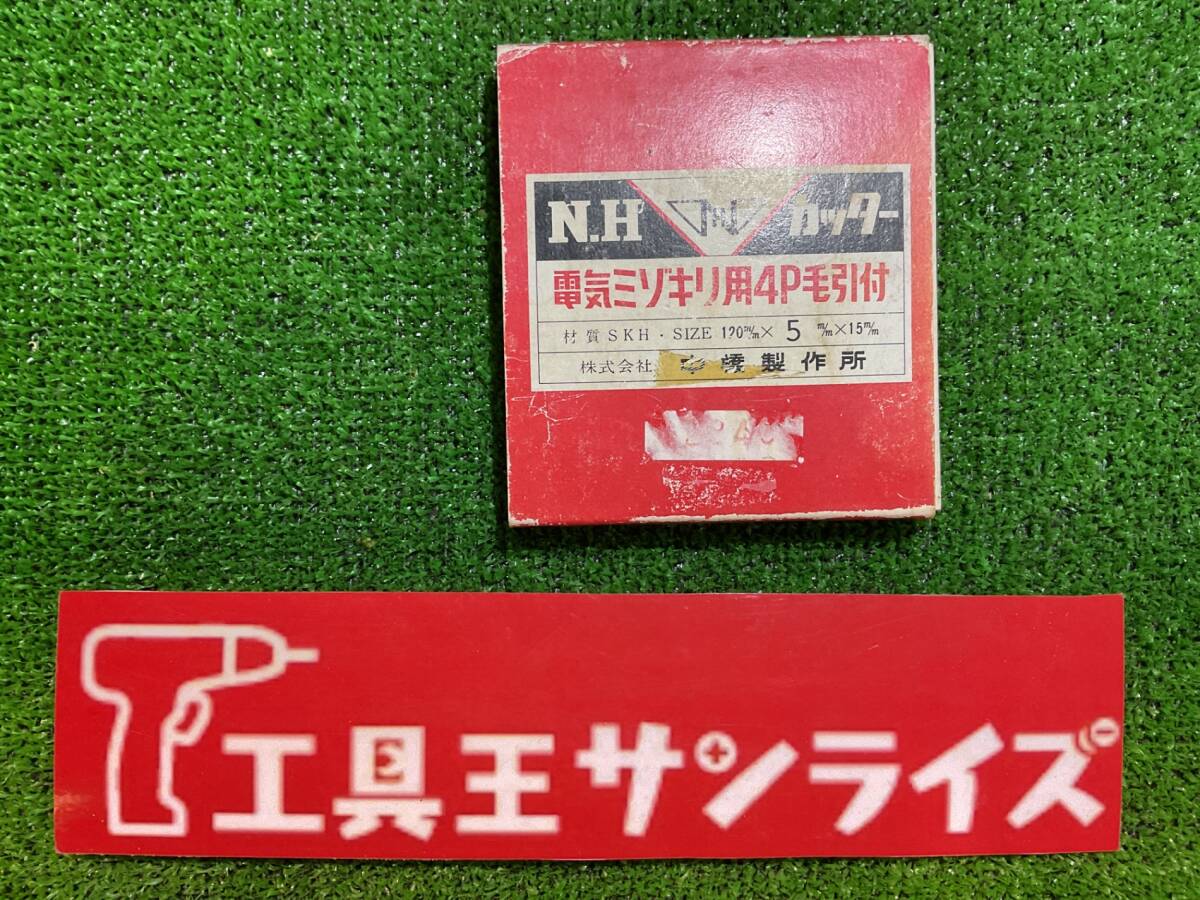 N.H カッター
電気ミゾキリ用4P毛引付
材質 SKH・SIZE 120m/m× 5 m/m×15m/m
株式会社 製作所
工具王サンライズ